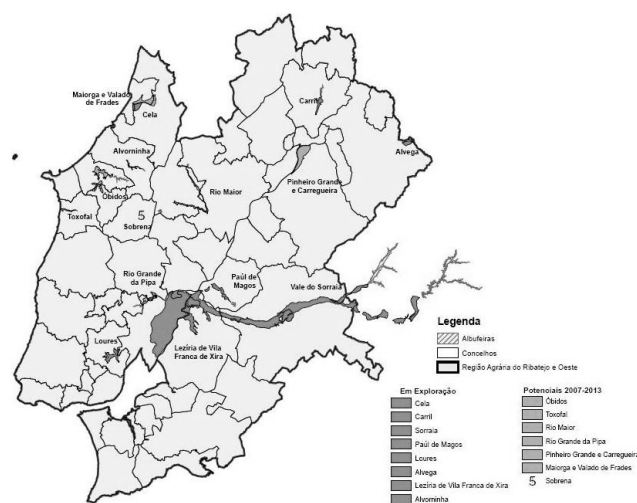 Maiorga e Valado
de Frades
Cela
Carril
Alvorninha
Alvega
Rio Maior
Pinheiro Grande
e Carregueira
Óbidos
Toxofal
5
Sobrena
Rio Grande
da Pipa
Paúl de
Magos
Vale do Sorraia
Loures
Lezíria de Vila
Franca de Xira
Legenda
Albufeiras
Concelhos
Região Agrária do Ribatejo e Oeste
Em Exploração
Cela
Carril
Sorraia
Paúl de Magos
Loures
Alvega
Lezíria de Vila Franca de Xira
Alvorninha
Potenciais 2007-2013
Óbidos
Toxofal
Rio Maior
Rio Grande da Pipa
Pinheiro Grande e Carregueira
Maiorga e Valado de Frades
5 Sobrena